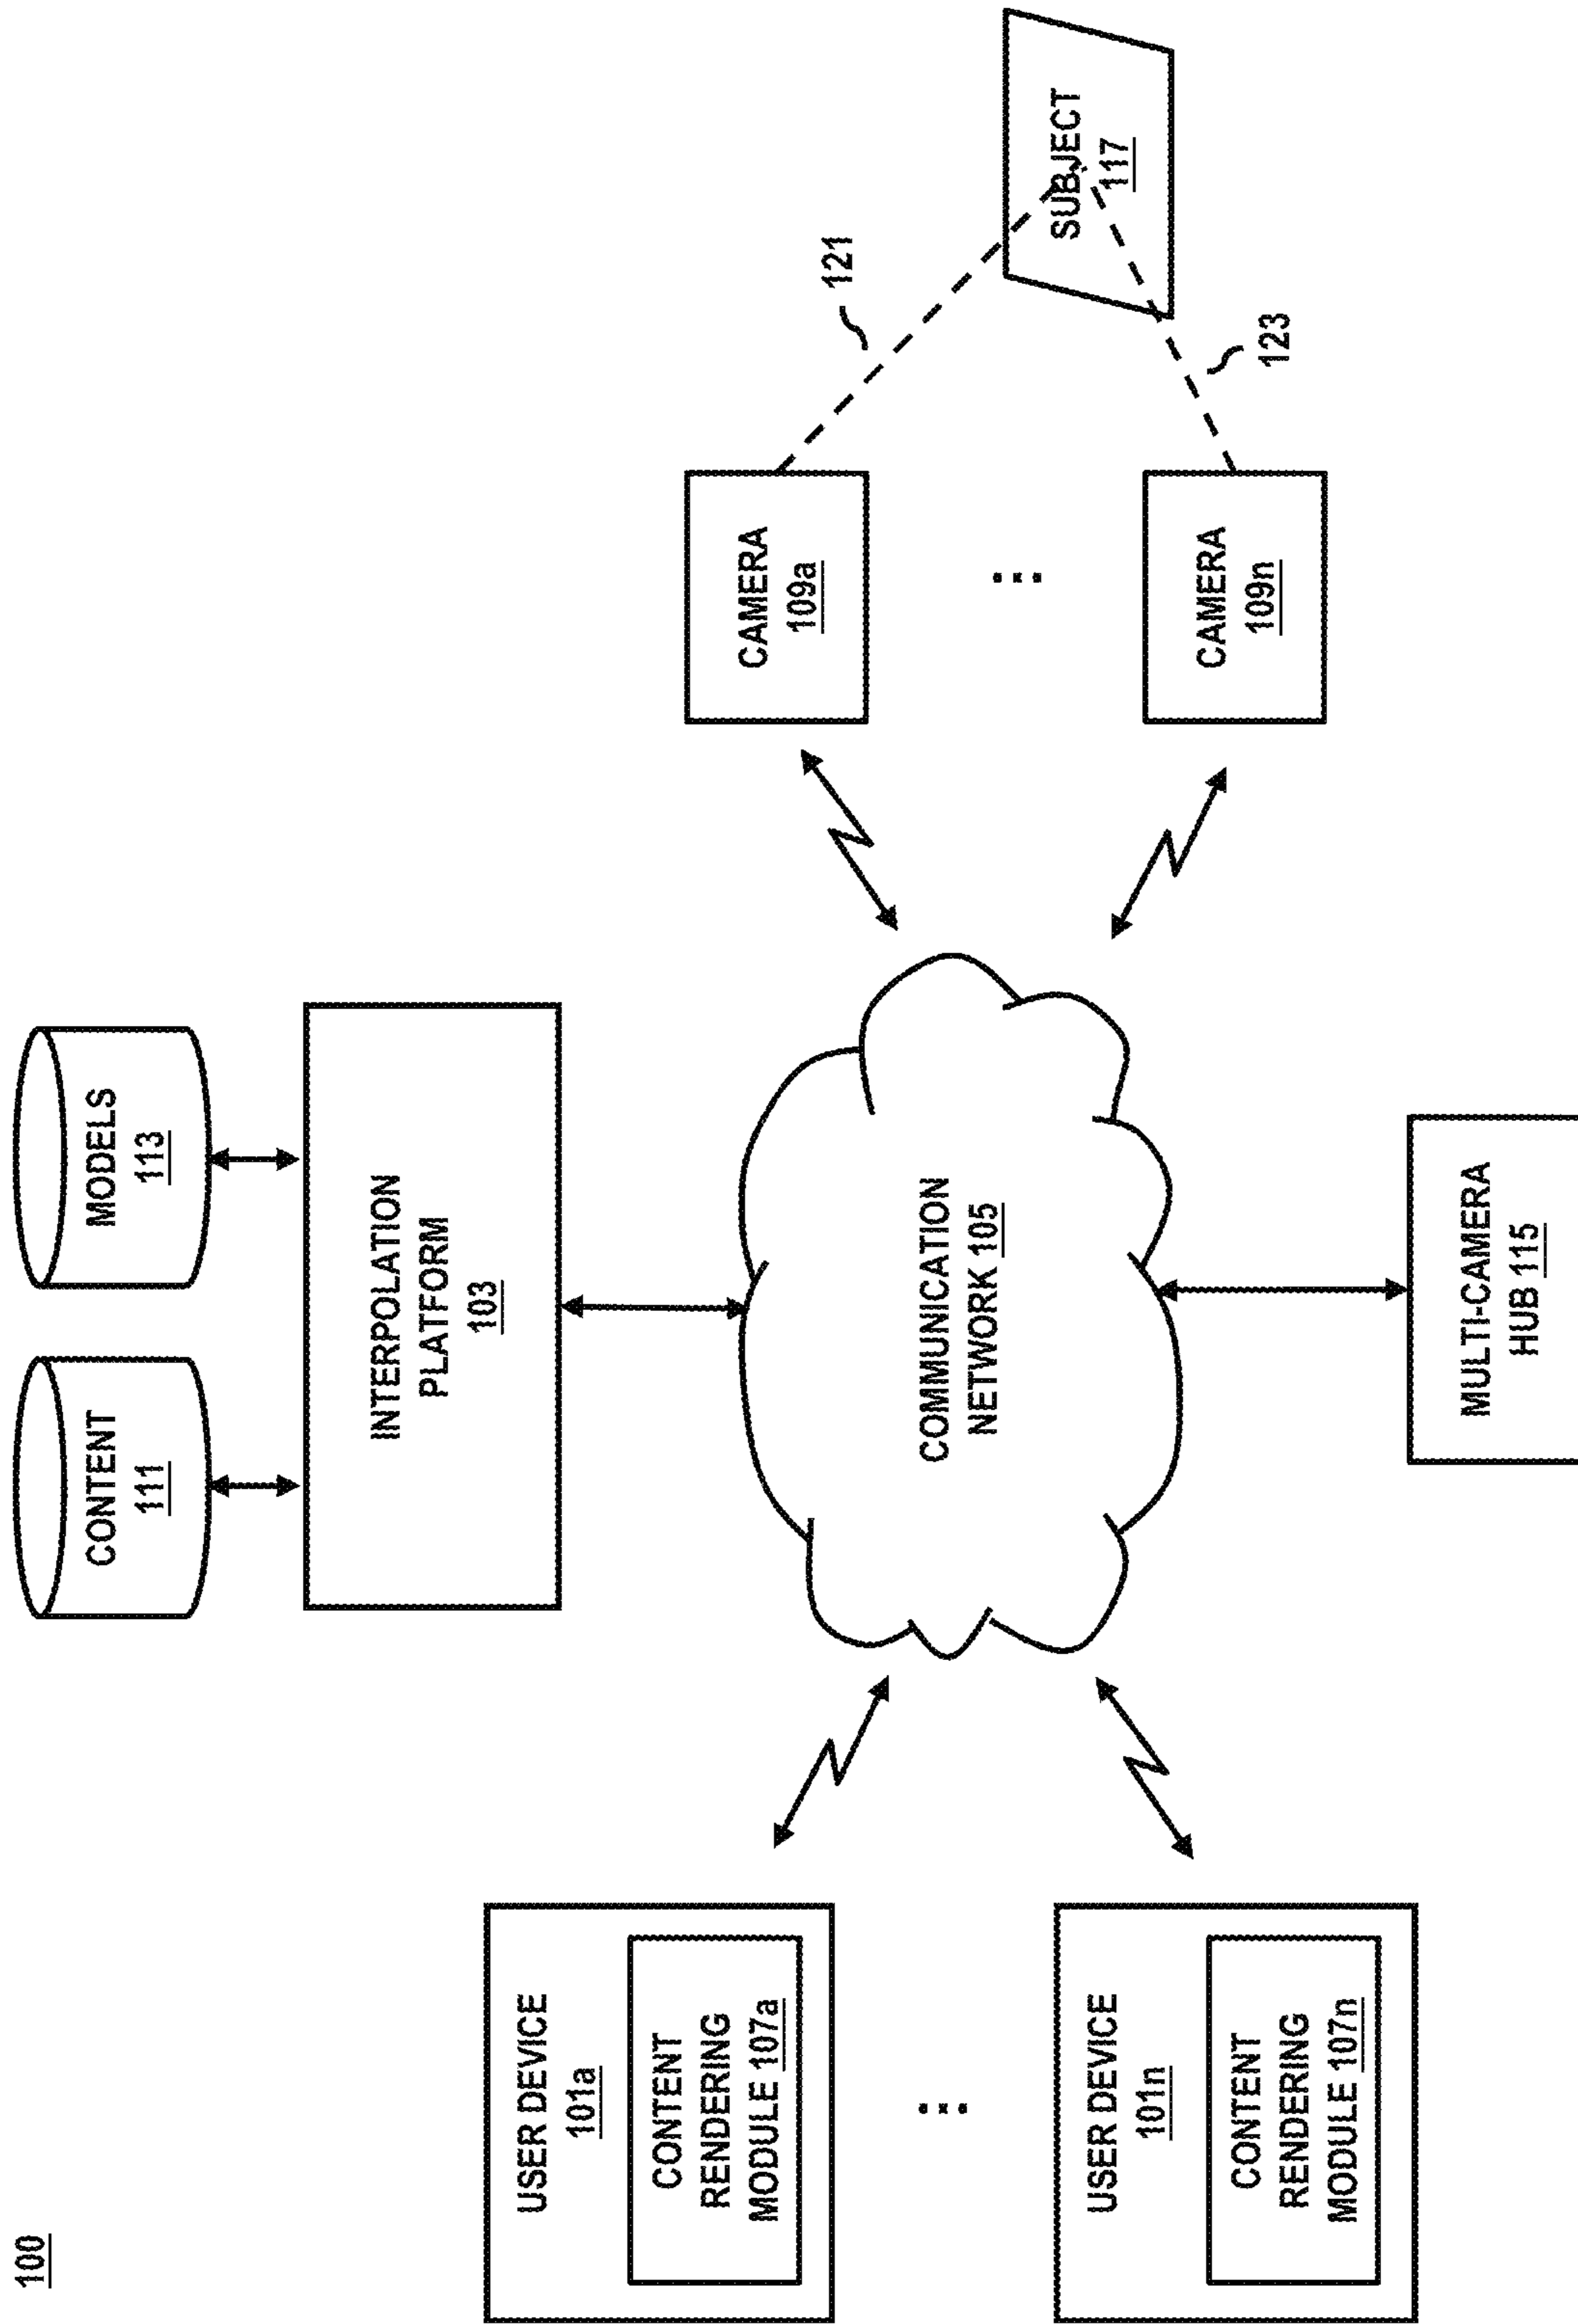 100
CONTENT
111
MODELS
113
INTERPOLATION
PLATFORM
103
USER DEVICE
101a
CONTENT
RENDERING
MODULE 107a
...
USER DEVICE
101n
CONTENT
RENDERING
MODULE 107n
COMMUNICATION
NETWORK 105
MULTI-CAMERA
HUB 115
CAMERA
109a
...
CAMERA
109n
121
123
SUBJECT
117